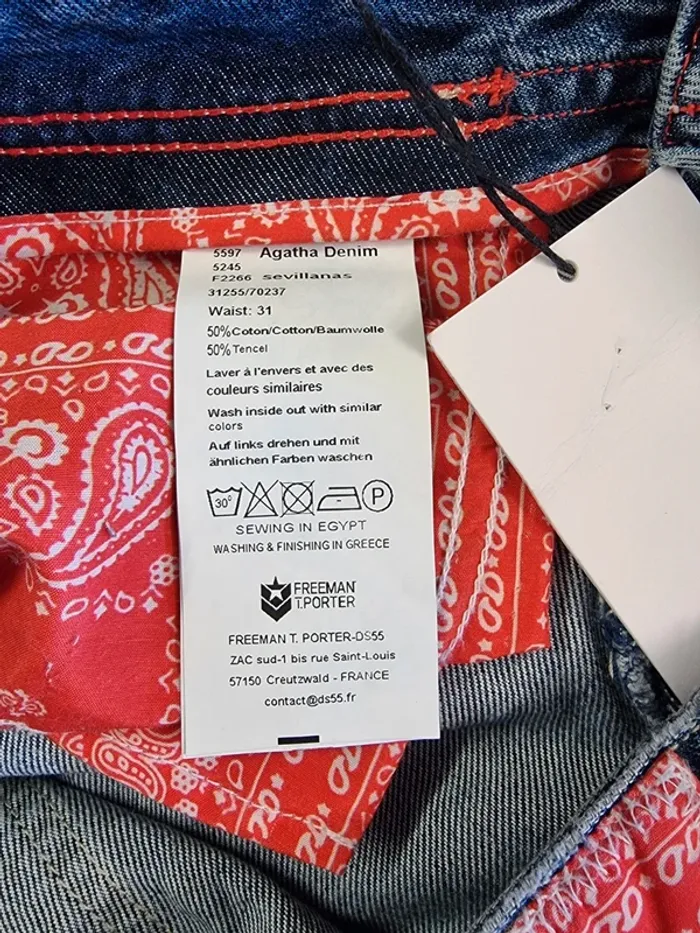 5597 Agatha Denim
5245
F2266 sevillanas
31255/70237
Waist: 31
50%Coton/Cotton/Baumwolle
50%Tencel
Laver à l'envers et avec des
couleurs similaires
Wash inside out with similar
colors
Auf links drehen und mit
ähnlichen Farben waschen
30° P
SEWING IN EGYPT
WASHING & FINISHING IN GREECE
FREEMAN
T.PORTER
FREEMAN T. PORTER-DS55
ZAC sud-1 bis rue Saint-Louis
57150 Creutzwald - FRANCE
contact@ds55.fr